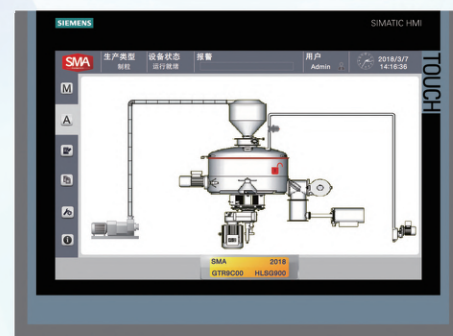 SIEMENS
SIMATIC HMI
TOUCH
SMA
生产类型
制粒
设备状态
运行就绪
报警
用户
Admin
2018/3/7
14:16:36
M
A
SMA 2018
GTR9C00 HLSG900